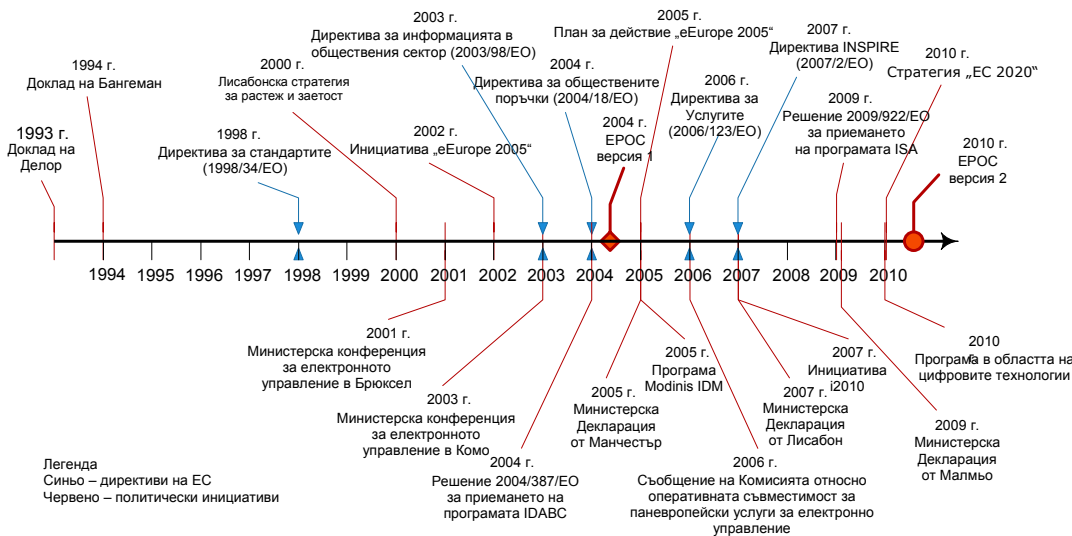 1993 г.
Доклад на
Делор
1994 г.
Доклад на Бангеман
1998 г.
Директива за стандартите
(1998/34/ЕО)
2000 г.
Лисабонска стратегия
за растеж и заетост
2002 г.
Инициатива „eEurope 2005“
2003 г.
Директива за информацията в
обществения сектор (2003/98/ЕО)
2004 г.
Директива за обществените
поръчки (2004/18/ЕО)
2004 г.
ЕРОС
версия 1
2005 г.
План за действие „eEurope 2005“
2006 г.
Директива за
Услугите
(2006/123/ЕО)
2007 г.
Директива INSPIRE
(2007/2/ЕО)
2009 г.
Решение 2009/922/ЕО
за приемането
на програмата ISA
2010 г.
Стратегия „ЕС 2020“
2010 г.
ЕРОС
версия 2
1994 1995 1996 1997 1998 1999 2000 2001 2002 2003 2004 2005 2006 2007 2008 2009 2010
2001 г.
Министерска конференция
за електронното
управление в Брюксел
2003 г.
Министерска конференция
за електронното
управление в Комо
2004 г.
Решение 2004/387/ЕО
за приемането на
програмата IDABC
2005 г.
Министерска
Декларация
от Манчестър
2005 г.
Програма
Modinis IDM
2006 г.
Съобщение на Комисията относно
оперативната съвместимост за
паневропейски услуги за електронно
управление
2007 г.
Министерска
Декларация
от Лисабон
2007 г.
Инициатива
i2010
2009 г.
Министерска
Декларация
от Малмьо
2010
г.
Програма в областта на
цифровите технологии
Легенда
Синьо – директиви на ЕС
Червено – политически инициативи